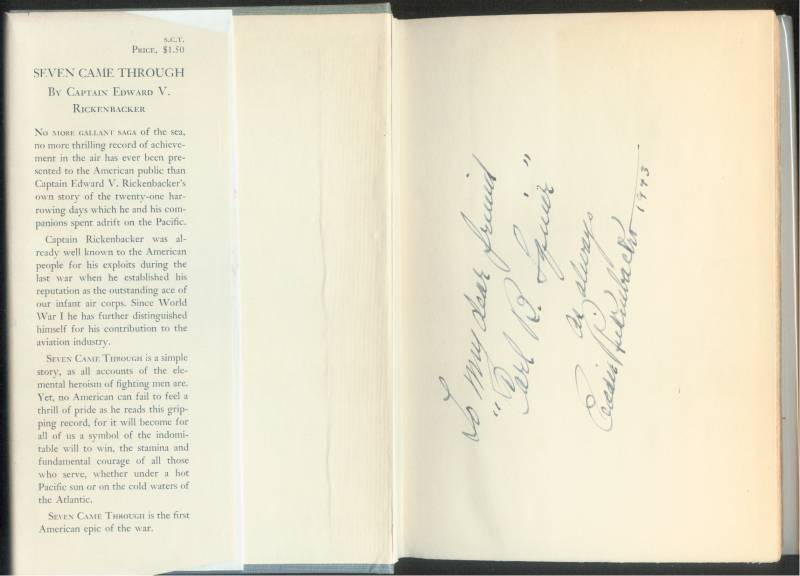 S.C.T.
PRICE, $1.50
SEVEN CAME THROUGH
BY CAPTAIN EDWARD V.
RICKENBACKER
NO MORE GALLANT SAGA of the sea,
no more thrilling record of achieve-
ment in the air has ever been pre-
sented to the American public than
Captain Edward V. Rickenbacker's
own story of the twenty-one har-
rowing days which he and his com-
panions spent adrift on the Pacific.
Captain Rickenbacker was al-
ready well known to the American
people for his exploits during the
last war when he established his
reputation as the outstanding ace of
our infant air corps. Since World
War I he has further distinguished
himself for his contribution to the
aviation industry.
SEVEN CAME THROUGH is a simple
story, as all accounts of the ele-
mental heroism of fighting men are.
Yet, no American can fail to feel a
thrill of pride as he reads this grip-
ping record, for it will become for
all of us a symbol of the indomi-
table will to win, the stamina and
fundamental courage of all those
who serve, whether under a hot
Pacific sun or on the cold waters of
the Atlantic.
SEVEN CAME THROUGH is the first
American epic of the war.
To My dear friend
"Earl R.
as always
Eddie Rickenbacker 1943